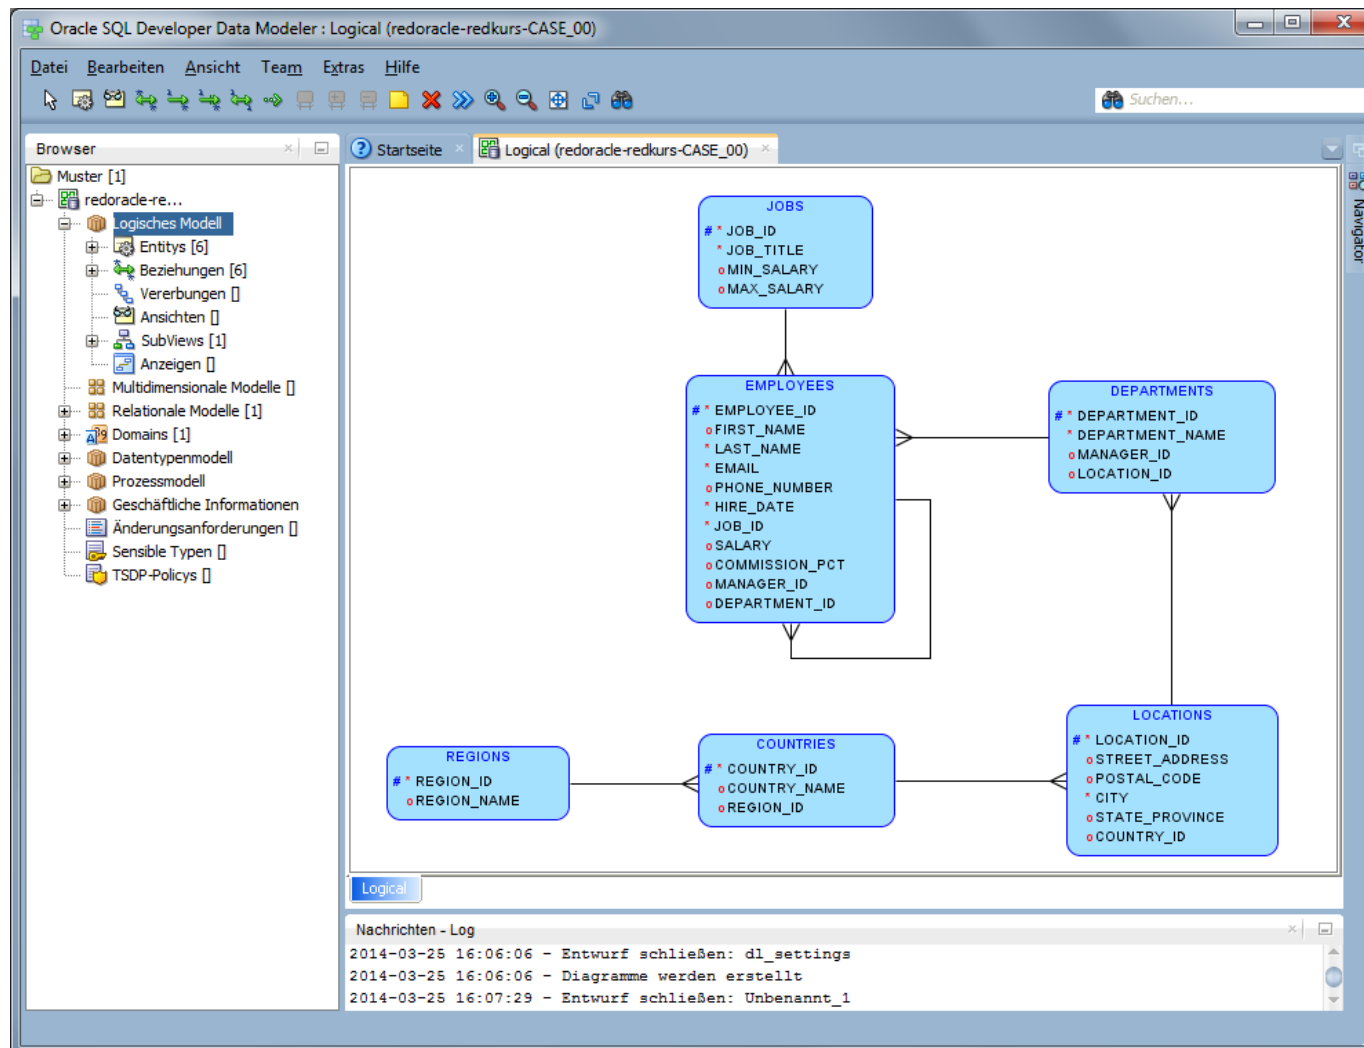 Oracle SQL Developer Data Modeler : Logical (redoracle-redkurs-CASE_00)
Datei Bearbeiten Ansicht Team Extras Hilfe
Suchen...
Browser
Muster [1]
redoracle-re...
Logisches Modell
Entitys [6]
Beziehungen [6]
Vererbungen []
Ansichten []
SubViews [1]
Anzeigen []
Multidimensionale Modelle []
Relationale Modelle [1]
Domains [1]
Datentypenmodell
Prozessmodell
Geschäftliche Informationen
Änderungsanforderungen []
Sensible Typen []
TSDP-Policys []
Startseite
Logical (redoracle-redkurs-CASE_00)
Navigator
JOBS
# * JOB_ID
* JOB_TITLE
o MIN_SALARY
o MAX_SALARY
EMPLOYEES
# * EMPLOYEE_ID
o FIRST_NAME
* LAST_NAME
* EMAIL
o PHONE_NUMBER
* HIRE_DATE
* JOB_ID
o SALARY
o COMMISSION_PCT
o MANAGER_ID
o DEPARTMENT_ID
DEPARTMENTS
# * DEPARTMENT_ID
* DEPARTMENT_NAME
o MANAGER_ID
o LOCATION_ID
REGIONS
# * REGION_ID
o REGION_NAME
COUNTRIES
# * COUNTRY_ID
o COUNTRY_NAME
o REGION_ID
LOCATIONS
# * LOCATION_ID
o STREET_ADDRESS
o POSTAL_CODE
* CITY
o STATE_PROVINCE
o COUNTRY_ID
Logical
Nachrichten - Log
2014-03-25 16:06:06 - Entwurf schließen: dl_settings
2014-03-25 16:06:06 - Diagramme werden erstellt
2014-03-25 16:07:29 - Entwurf schließen: Unbenannt_1